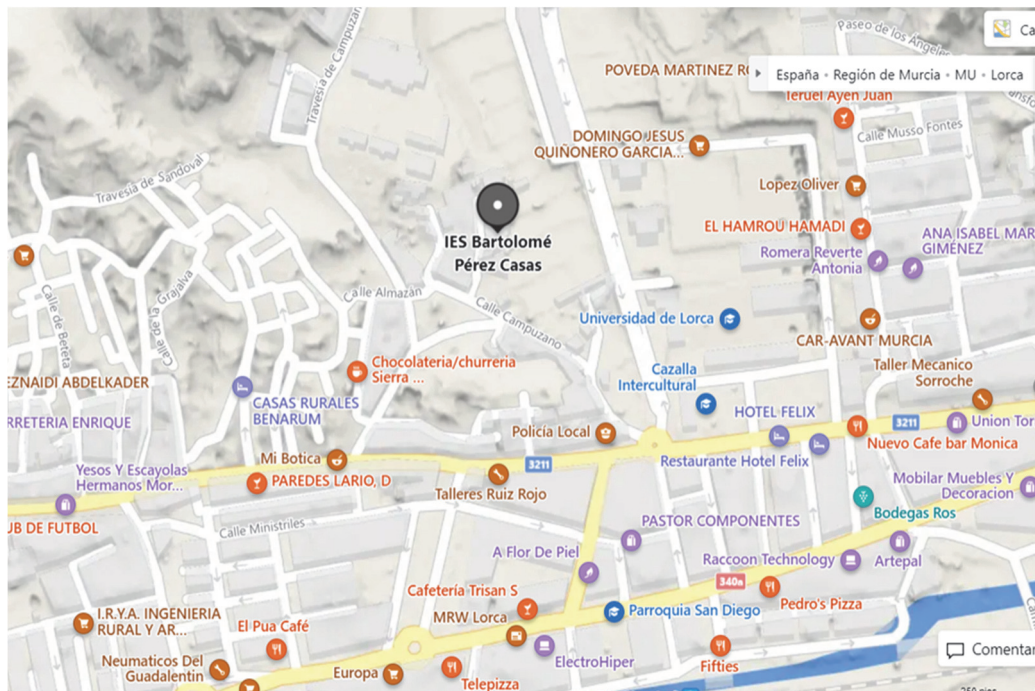 Paseo de los Ángeles
Ca
POVEDA MARTINEZ RO
España • Región de Murcia • MU • Lorca
Travesía de Campuzano
Teruel Ayen Juan
Calle Musso Fontes
DOMINGO JESUS
QUIÑONERO GARCIA...
Travesía de Sandoval
Lopez Oliver
EL HAMROU HAMADI
ANA ISABEL MAR
GIMÉNEZ
IES Bartolomé
Pérez Casas
Romera Reverte
Antonia
Calle de Beteta
Calle de la Grajalva
Calle Almazán
Calle Campuzano
Universidad de Lorca
CAR-AVANT MURCIA
Chocolateria/churreria
Sierra ...
Cazalla
Intercultural
Taller Mecanico
Sorroche
EZNAIDI ABDELKADER
CASAS RURALES
BENARUM
RRETERIA ENRIQUE
HOTEL FELIX
3211
Union Tor
Policía Local
Nuevo Cafe bar Monica
Mi Botica
3211
Restaurante Hotel Felix
Yesos Y Escayolas
Hermanos Mor...
PAREDES LARIO, D
Talleres Ruiz Rojo
Mobilar Muebles Y
Decoracion
UB DE FUTBOL
Calle Ministriles
PASTOR COMPONENTES
Bodegas Ros
A Flor De Piel
Raccoon Technology
Artepal
340a
Cafetería Trisan S
Parroquia San Diego
Pedro's Pizza
I.R.Y.A. INGENIERIA
RURAL Y AR...
El Pua Café
MRW Lorca
ElectroHiper
Fifties
Comentar
Neumaticos Del
Guadalentin
Europa
Telepizza